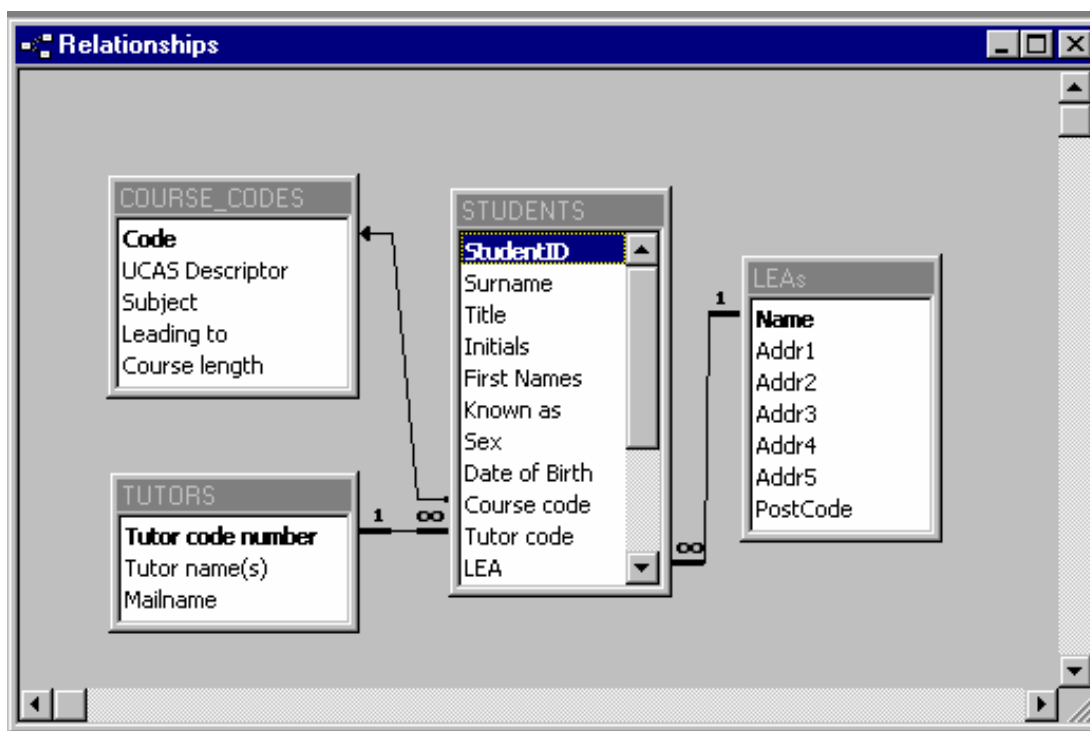 Relationships
COURSE_CODES
Code
UCAS Descriptor
Subject
Leading to
Course length
TUTORS
Tutor code number
Tutor name(s)
Mailname
1
∞
STUDENTS
StudentID
Surname
Title
Initials
First Names
Known as
Sex
Date of Birth
Course code
Tutor code
LEA
1
∞
LEAs
Name
Addr1
Addr2
Addr3
Addr4
Addr5
PostCode